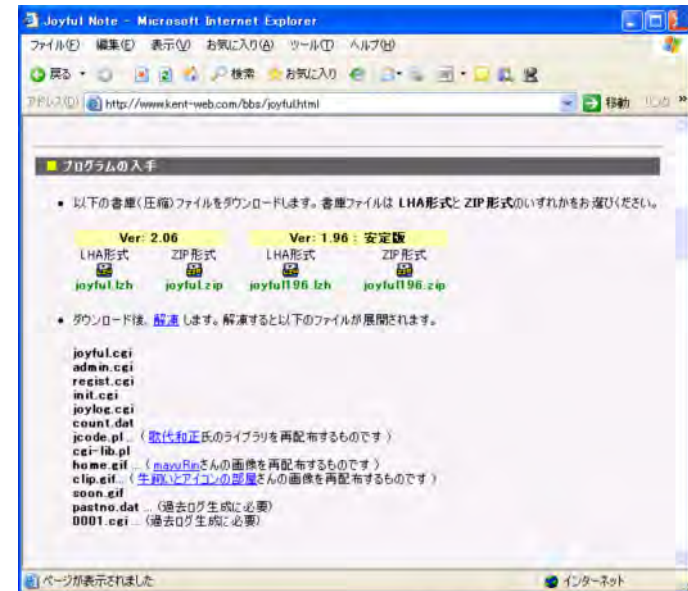 Joyful Note - Microsoft Internet Explorer
ファイル(F) 編集(E) 表示(V) お気に入り(A) ツール(T) ヘルプ(H)
戻る 検索 お気に入り
アドレス(D) http://www.kent-web.com/bbs/joyful.html 移動 リンク »
プログラムの入手
• 以下の書庫(圧縮)ファイルをダウンロードします。書庫ファイルは LHA形式と ZIP形式のいずれかをお選びください。
Ver: 2.06 Ver: 1.96 : 安定版
LHA形式 ZIP形式 LHA形式 ZIP形式
joyful.lzh joyful.zip joyful196.lzh joyful196.zip
• ダウンロード後、解凍 します。解凍すると以下のファイルが展開されます。
joyful.cgi
admin.cgi
regist.cgi
init.cgi
joylog.cgi
count.dat
jcode.pl ... ( 歌代和正氏のライブラリを再配布するものです )
cgi-lib.pl
home.gif ... ( mayuRinさんの画像を再配布するものです )
clip.gif ... ( 牛飼いとアイコンの部屋さんの画像を再配布するものです )
soon.gif
pastno.dat ... (過去ログ生成に必要)
0001.cgi ... (過去ログ生成に必要)
ページが表示されました インターネット